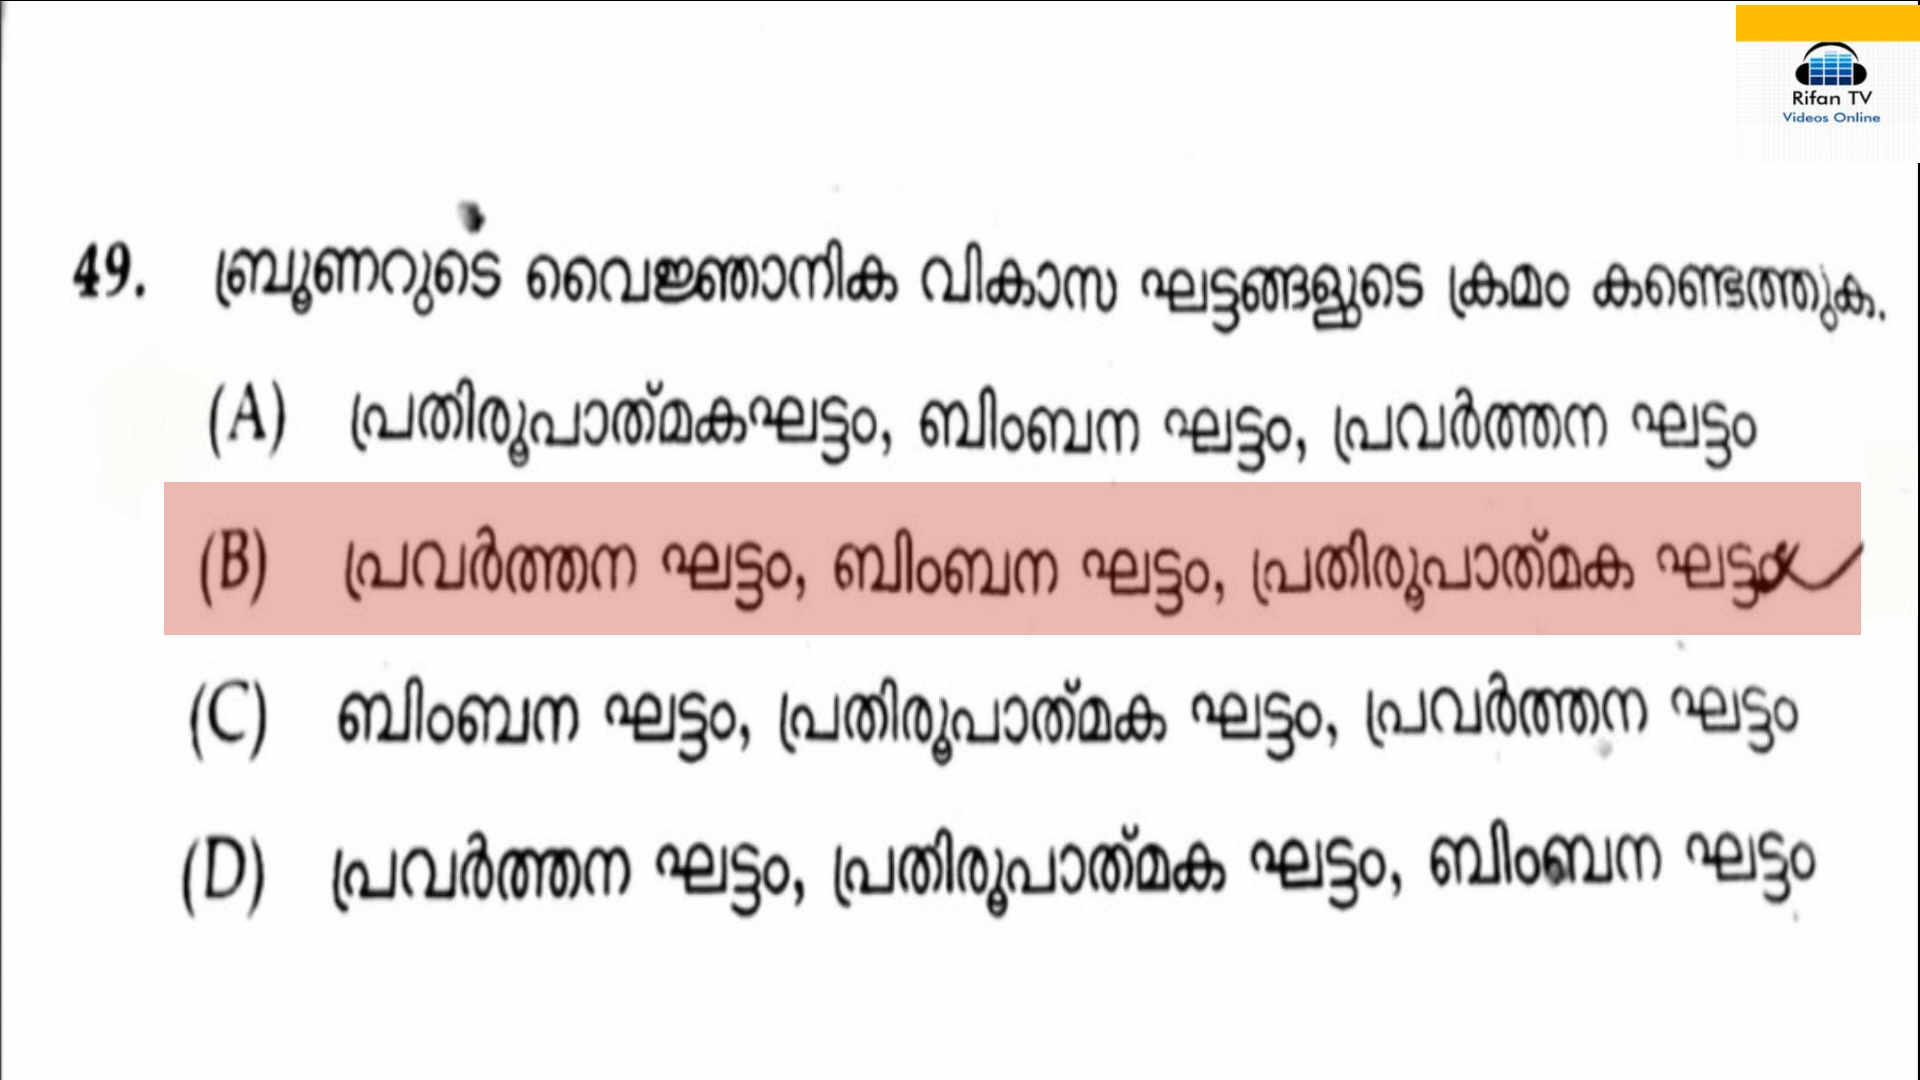 Rifan TV
Videos Online
49. ബ്രൂണറുടെ വൈജ്ഞാനിക വികാസ ഘട്ടങ്ങളുടെ ക്രമം കണ്ടെത്തുക.
(A) പ്രതിരൂപാത്മകഘട്ടം, ബിംബന ഘട്ടം, പ്രവർത്തന ഘട്ടം
(B) പ്രവർത്തന ഘട്ടം, ബിംബന ഘട്ടം, പ്രതിരൂപാത്മക ഘട്ടം
(C) ബിംബന ഘട്ടം, പ്രതിരൂപാത്മക ഘട്ടം, പ്രവർത്തന ഘട്ടം
(D) പ്രവർത്തന ഘട്ടം, പ്രതിരൂപാത്മക ഘട്ടം, ബിംബന ഘട്ടം